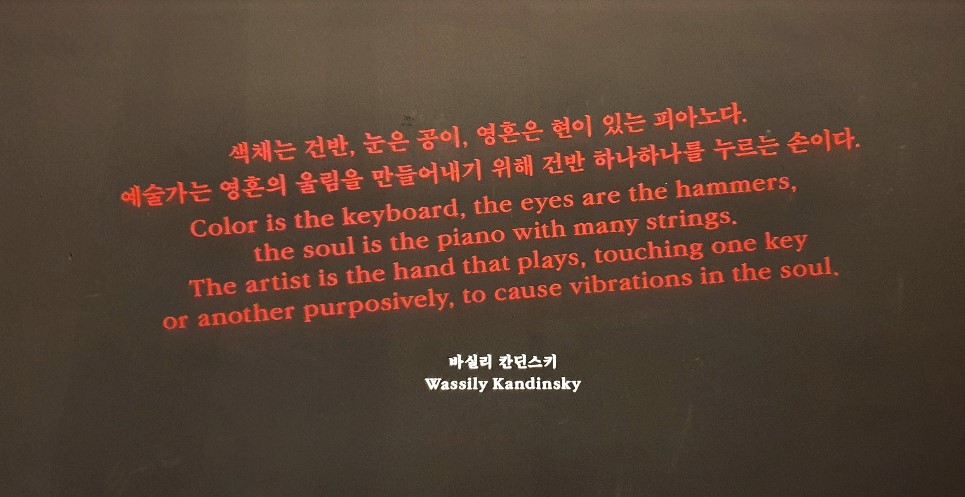 색채는 건반, 눈은 공이, 영혼은 현이 있는 피아노다.
예술가는 영혼의 울림을 만들어내기 위해 건반 하나하나를 누르는 손이다.
Color is the keyboard, the eyes are the hammers,
the soul is the piano with many strings.
The artist is the hand that plays, touching one key
or another purposively, to cause vibrations in the soul.
바실리 칸딘스키
Wassily Kandinsky